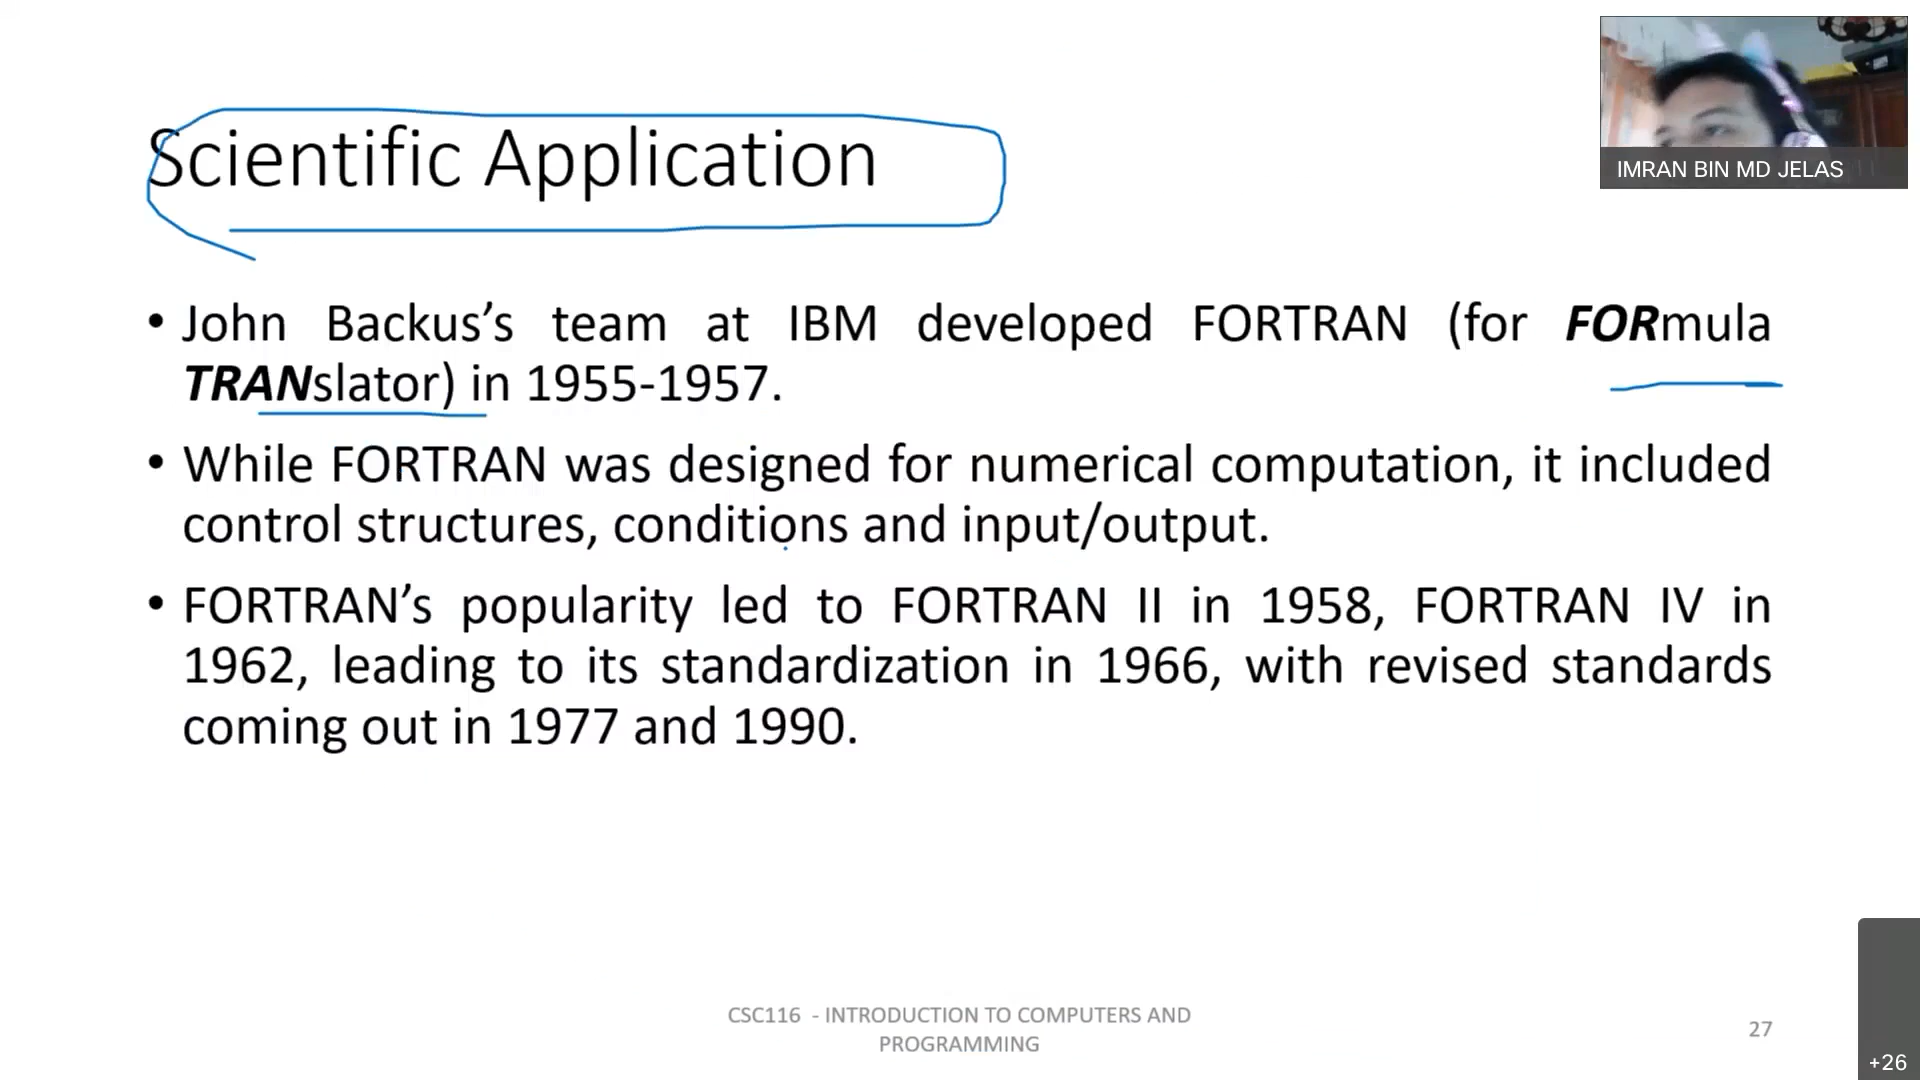 Scientific Application
IMRAN BIN MD JELAS
• John Backus’s team at IBM developed FORTRAN (for FORmula
TRANslator) in 1955-1957.
• While FORTRAN was designed for numerical computation, it included
control structures, conditions and input/output.
• FORTRAN’s popularity led to FORTRAN II in 1958, FORTRAN IV in
1962, leading to its standardization in 1966, with revised standards
coming out in 1977 and 1990.
CSC116 - INTRODUCTION TO COMPUTERS AND
PROGRAMMING
27
+26